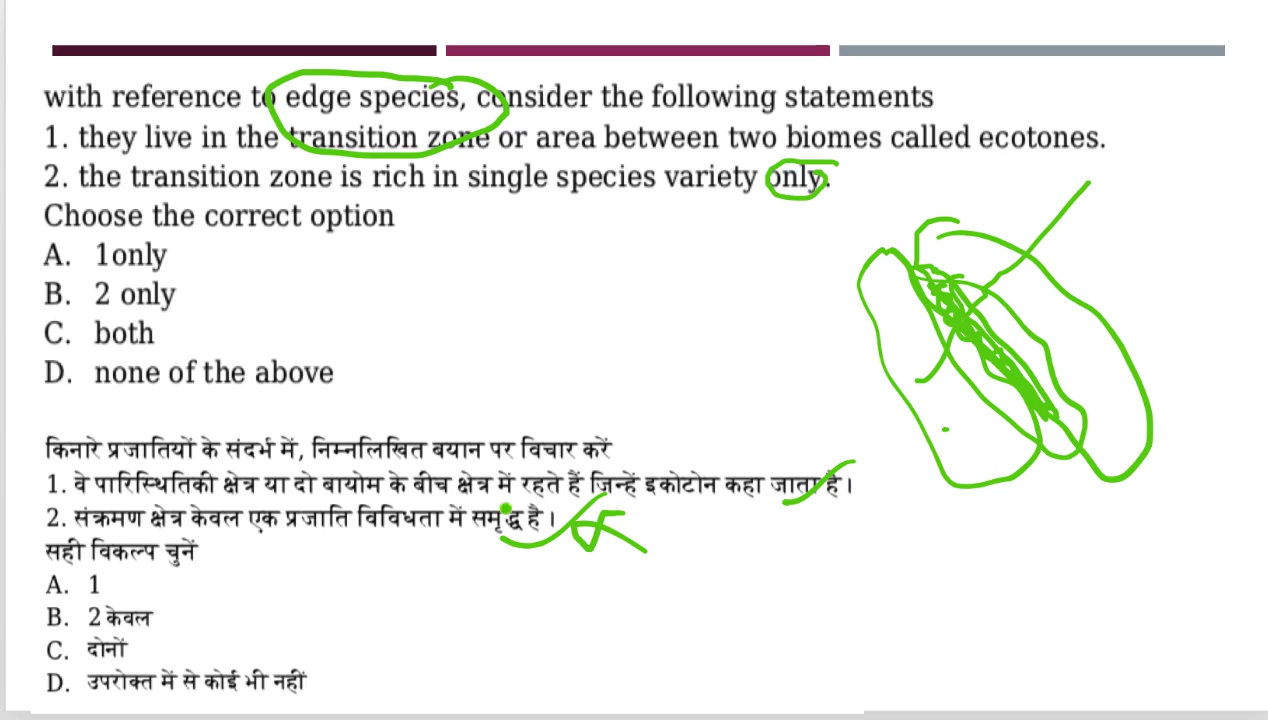 with reference to edge species, consider the following statements
1. they live in the transition zone or area between two biomes called ecotones.
2. the transition zone is rich in single species variety only.
Choose the correct option
A. 1only
B. 2 only
C. both
D. none of the above
किनारे प्रजातियों के संदर्भ में, निम्नलिखित बयान पर विचार करें
1. वे पारिस्थितिकी क्षेत्र या दो बायोम के बीच क्षेत्र में रहते हैं जिन्हें इकोटोन कहा जाता है।
2. संक्रमण क्षेत्र केवल एक प्रजाति विविधता में समृद्ध है।
सही विकल्प चुनें
A. 1
B. 2 केवल
C. दोनों
D. उपरोक्त में से कोई भी नहीं